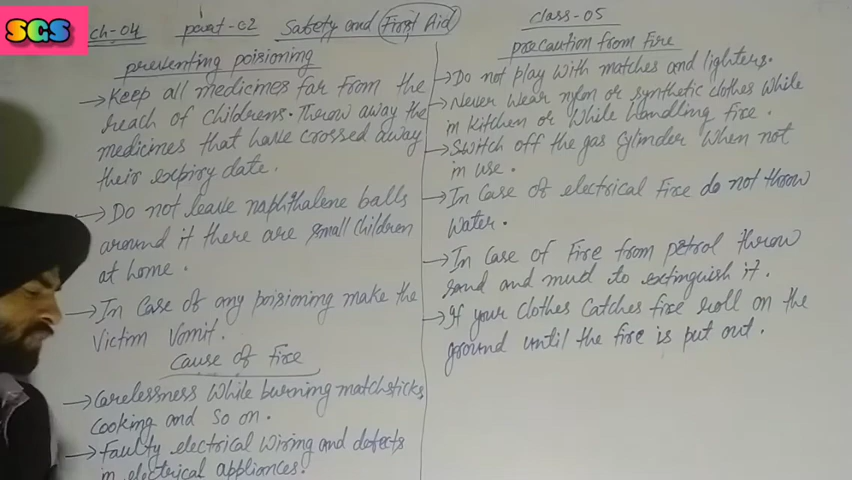 SGS
ch-04 part-02 Safety and First Aid
class-05
preventing poisioning
→ Keep all medicines far from the
reach of childrens. Throw away the
medicines that have crossed away
their expiry date.
→ Do not leave naphthalene balls
around if there are small children
at home.
→ In case of any poisioning make the
victim vomit.
cause of fire
→ Carelessness while burning matchsticks,
cooking and so on.
→ Faulty electrical wiring and defects
in electrical appliances.
precaution from fire
→ Do not play with matches and lighters.
→ Never wear nylon or synthetic clothes while
in kitchen or while handling fire.
→ Switch off the gas cylinder when not
in use.
→ In case of electrical fire do not throw
water.
→ In case of fire from petrol throw
sand and mud to extinguish it.
→ If your clothes catches fire roll on the
ground until the fire is put out.